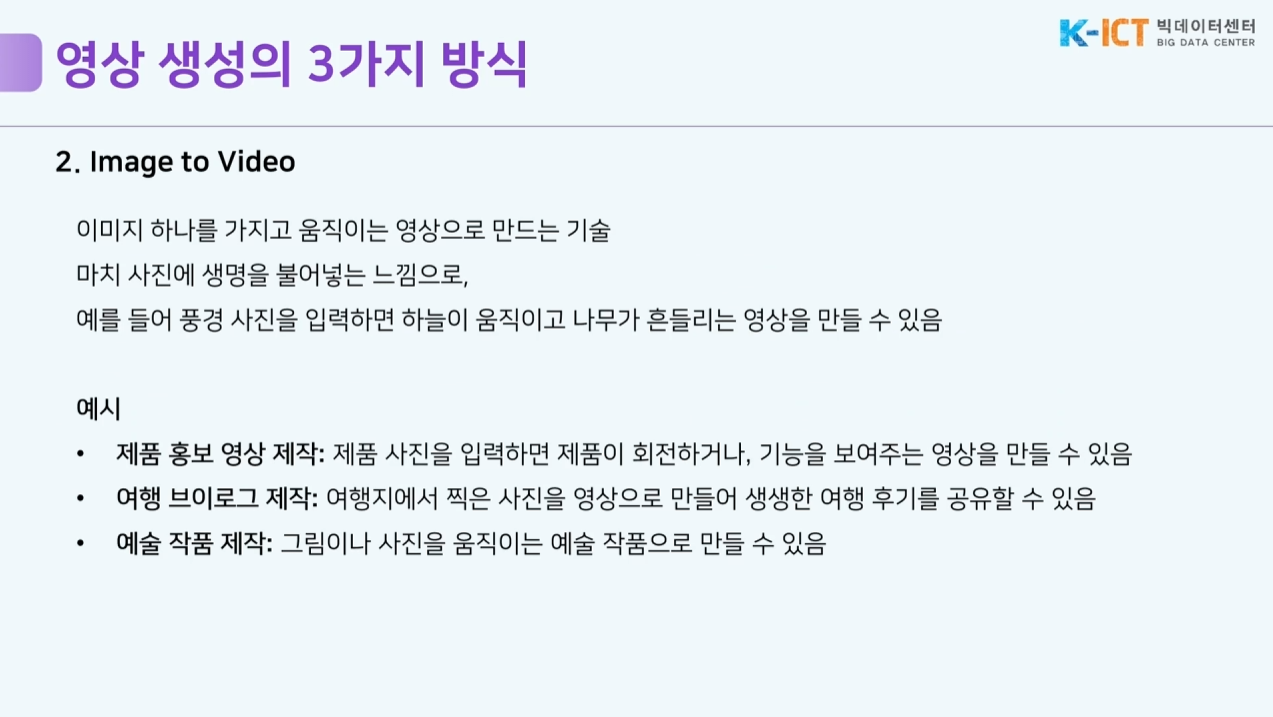 영상 생성의 3가지 방식
K-ICT 빅데이터센터
BIG DATA CENTER
2. Image to Video
이미지 하나를 가지고 움직이는 영상으로 만드는 기술
마치 사진에 생명을 불어넣는 느낌으로,
예를 들어 풍경 사진을 입력하면 하늘이 움직이고 나무가 흔들리는 영상을 만들 수 있음
예시
• 제품 홍보 영상 제작: 제품 사진을 입력하면 제품이 회전하거나, 기능을 보여주는 영상을 만들 수 있음
• 여행 브이로그 제작: 여행지에서 찍은 사진을 영상으로 만들어 생생한 여행 후기를 공유할 수 있음
• 예술 작품 제작: 그림이나 사진을 움직이는 예술 작품으로 만들 수 있음